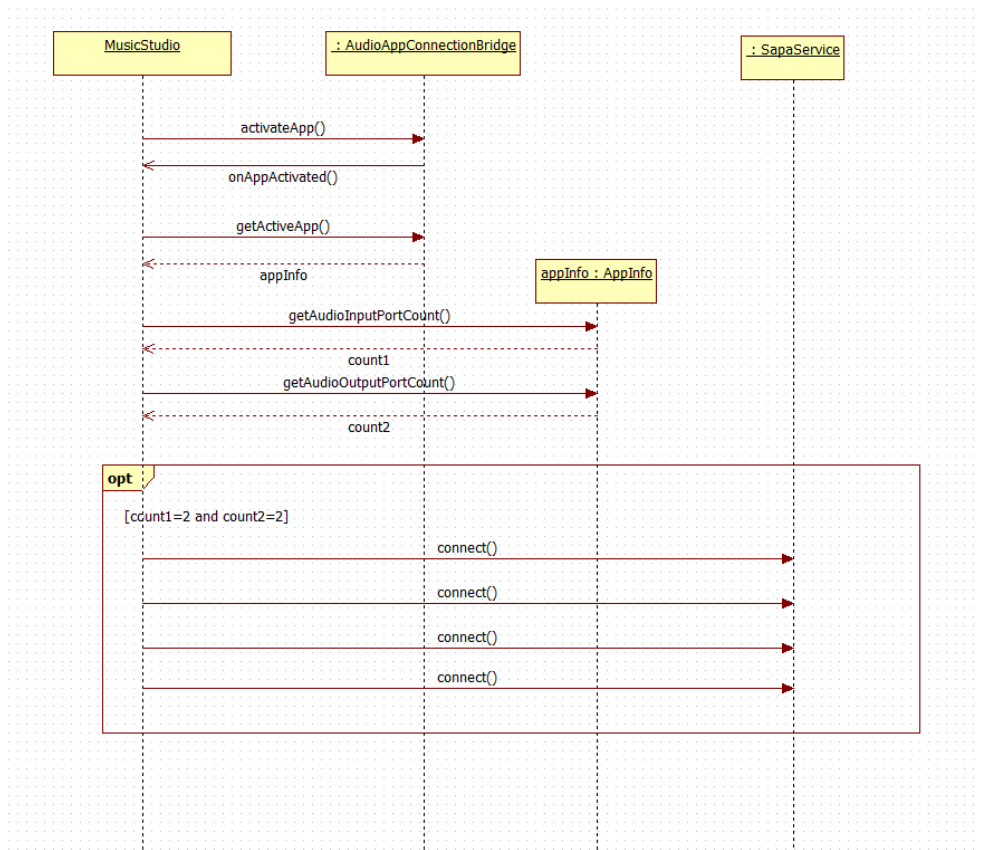 MusicStudio
: AudioAppConnectionBridge
: SapaService
activateApp()
onAppActivated()
getActiveApp()
appInfo
appInfo : AppInfo
getAudioInputPortCount()
count1
getAudioOutputPortCount()
count2
opt
[count1=2 and count2=2]
connect()
connect()
connect()
connect()